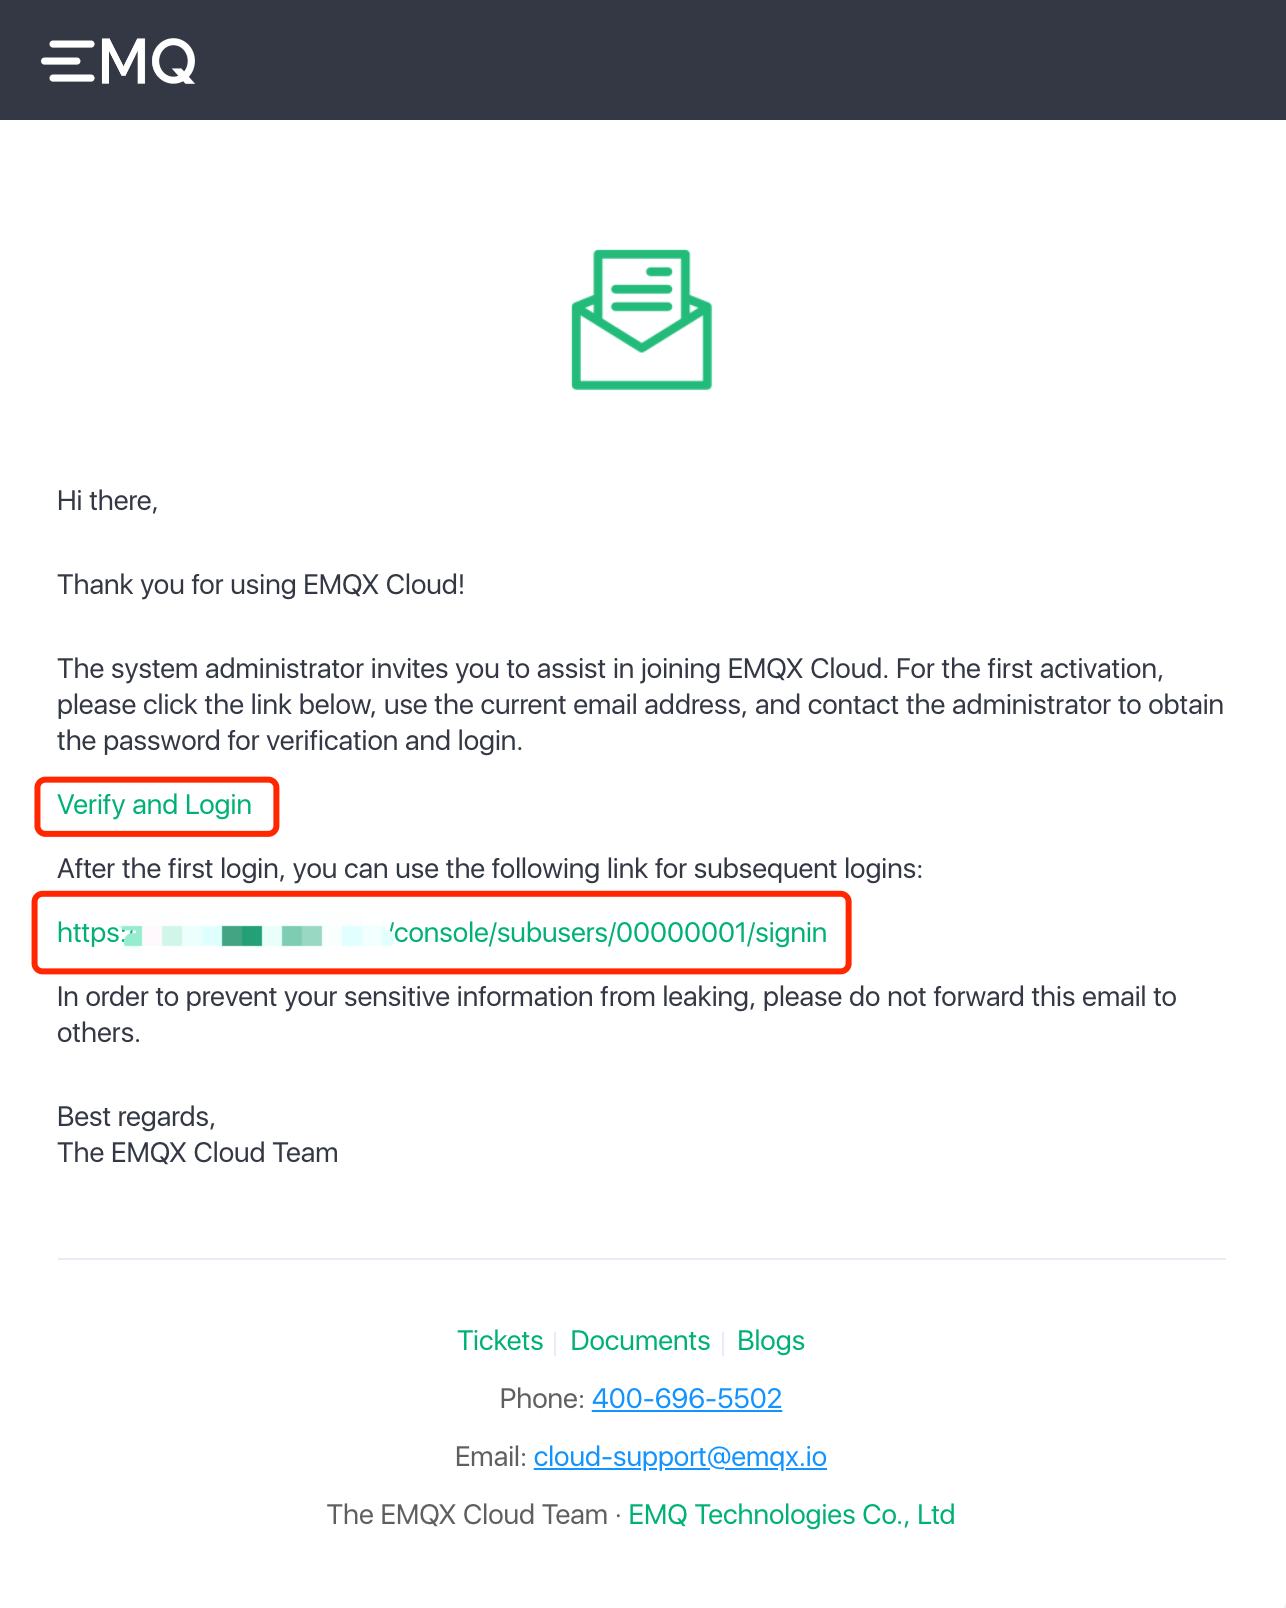 EMQ
Hi there,
Thank you for using EMQX Cloud!
The system administrator invites you to assist in joining EMQX Cloud. For the first activation,
please click the link below, use the current email address, and contact the administrator to obtain
the password for verification and login.
Verify and Login
After the first login, you can use the following link for subsequent logins:
https: /console/subusers/00000001/signin
In order to prevent your sensitive information from leaking, please do not forward this email to
others.
Best regards,
The EMQX Cloud Team
Tickets | Documents | Blogs
Phone: 400-696-5502
Email: cloud-support@emqx.io
The EMQX Cloud Team · EMQ Technologies Co., Ltd